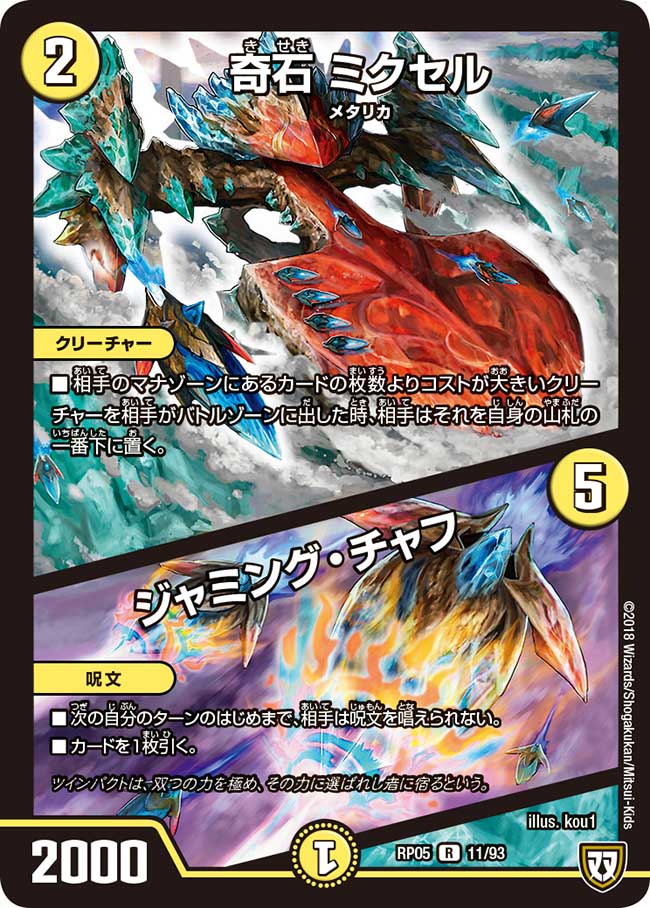 2
きせき
奇石 ミクセル
メタリカ
クリーチャー
■相手のマナゾーンにあるカードの枚数よりコストが大きいクリー
チャーを相手がバトルゾーンに出した時、相手はそれを自身の山札の
一番下に置く。
5
ジャミング・チャフ
呪文
■次の自分のターンのはじめまで、相手は呪文を唱えられない。
■カードを1枚引く。
ツインパクトは、双つの力を極め、その力に選ばれし者に宿るという。
©2018 Wizards/Shogakukan/Mitsui-Kids
illus. kou1
2000
1
RP05 R 11/93